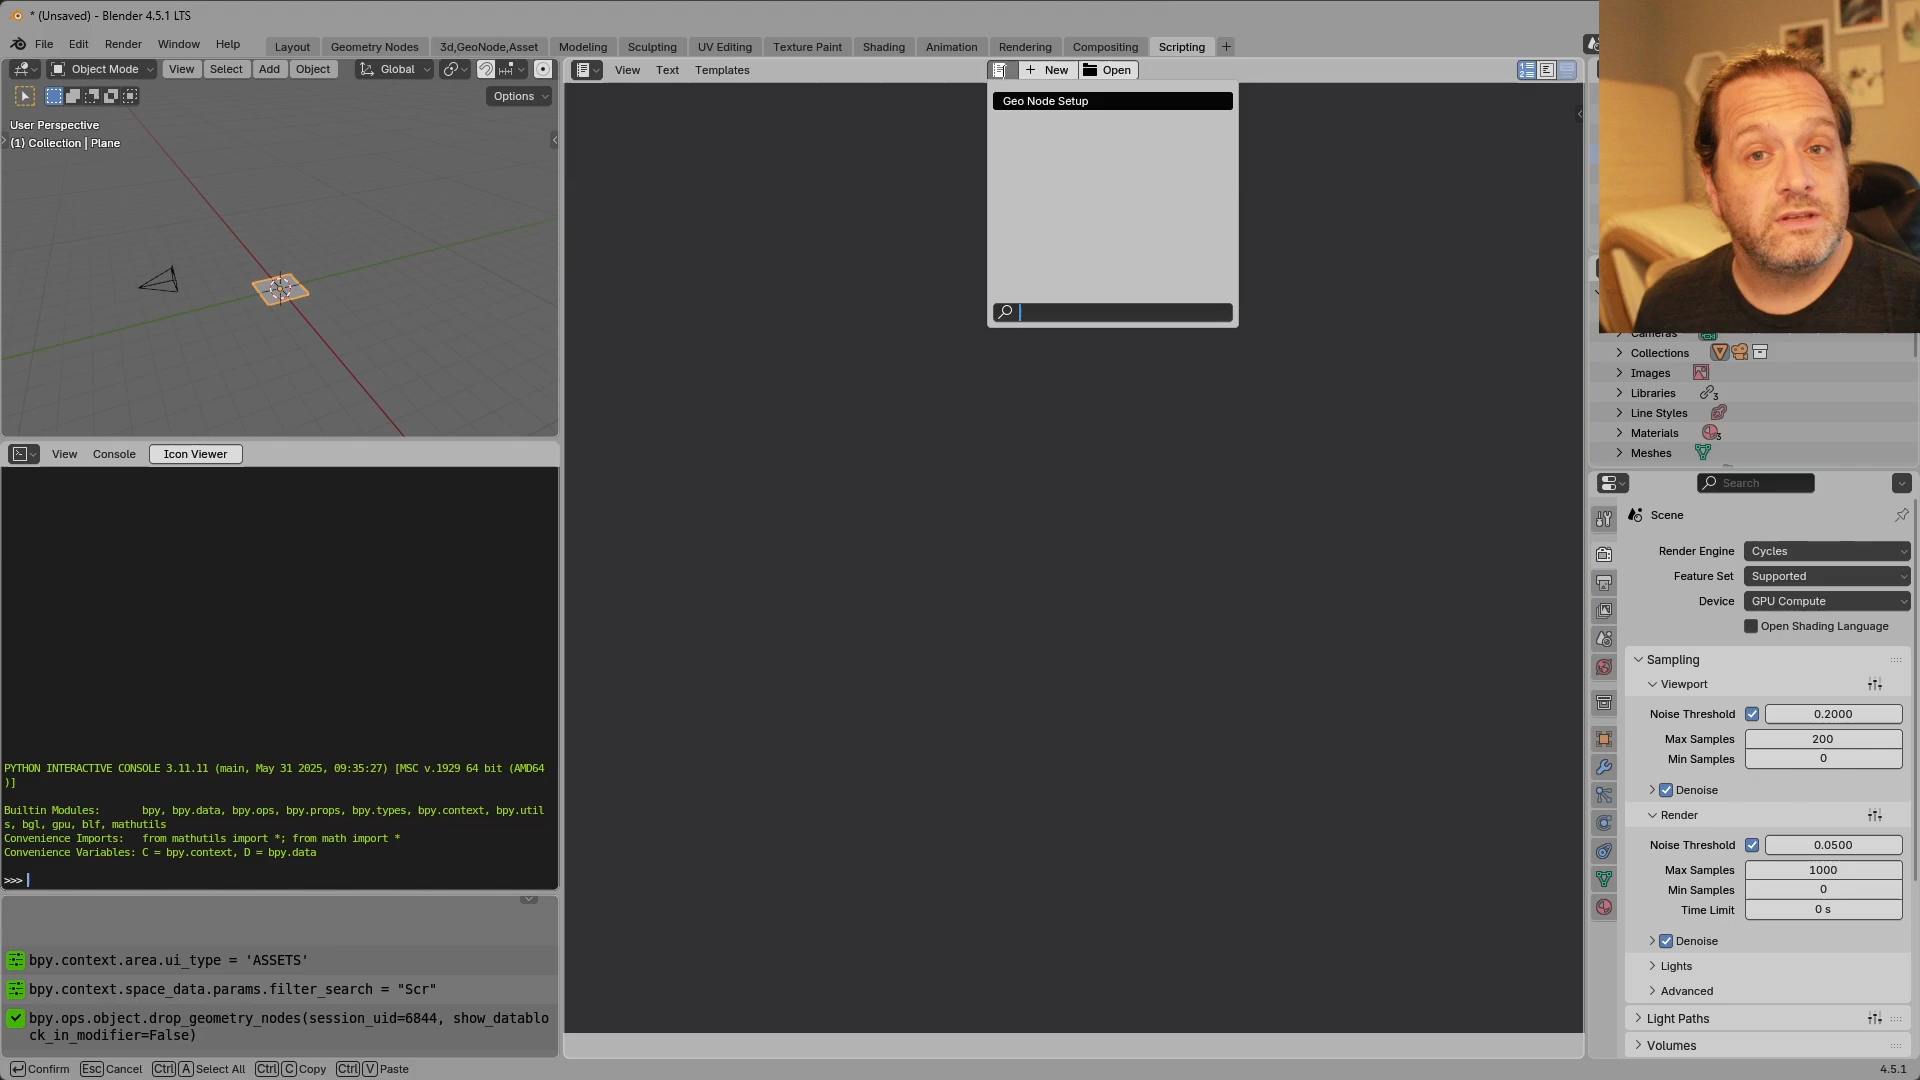 * (Unsaved) - Blender 4.5.1 LTS
File Edit Render Window Help Layout Geometry Nodes 3d,GeoNode,Asset Modeling Sculpting UV Editing Texture Paint Shading Animation Rendering Compositing Scripting +
Object Mode View Select Add Object Global
View Text Templates + New Open
Options
User Perspective
(1) Collection | Plane
Geo Node Setup
Collections
Images
Libraries 3
Line Styles
Materials 3
Meshes
View Console Icon Viewer
PYTHON INTERACTIVE CONSOLE 3.11.11 (main, May 31 2025, 09:35:27) [MSC v.1929 64 bit (AMD64
)]
Builtin Modules: bpy, bpy.data, bpy.ops, bpy.props, bpy.types, bpy.context, bpy.util
s, bgl, gpu, blf, mathutils
Convenience Imports: from mathutils import *; from math import *
Convenience Variables: C = bpy.context, D = bpy.data
>>>
bpy.context.area.ui_type = 'ASSETS'
bpy.context.space_data.params.filter_search = "Scr"
bpy.ops.object.drop_geometry_nodes(session_uid=6844, show_datablo
ck_in_modifier=False)
Search
Scene
Render Engine Cycles
Feature Set Supported
Device GPU Compute
Open Shading Language
Sampling
Viewport
Noise Threshold 0.2000
Max Samples 200
Min Samples 0
Denoise
Render
Noise Threshold 0.0500
Max Samples 1000
Min Samples 0
Time Limit 0 s
Denoise
Lights
Advanced
Light Paths
Volumes
Confirm Esc Cancel Ctrl A Select All Ctrl C Copy Ctrl V Paste
4.5.1